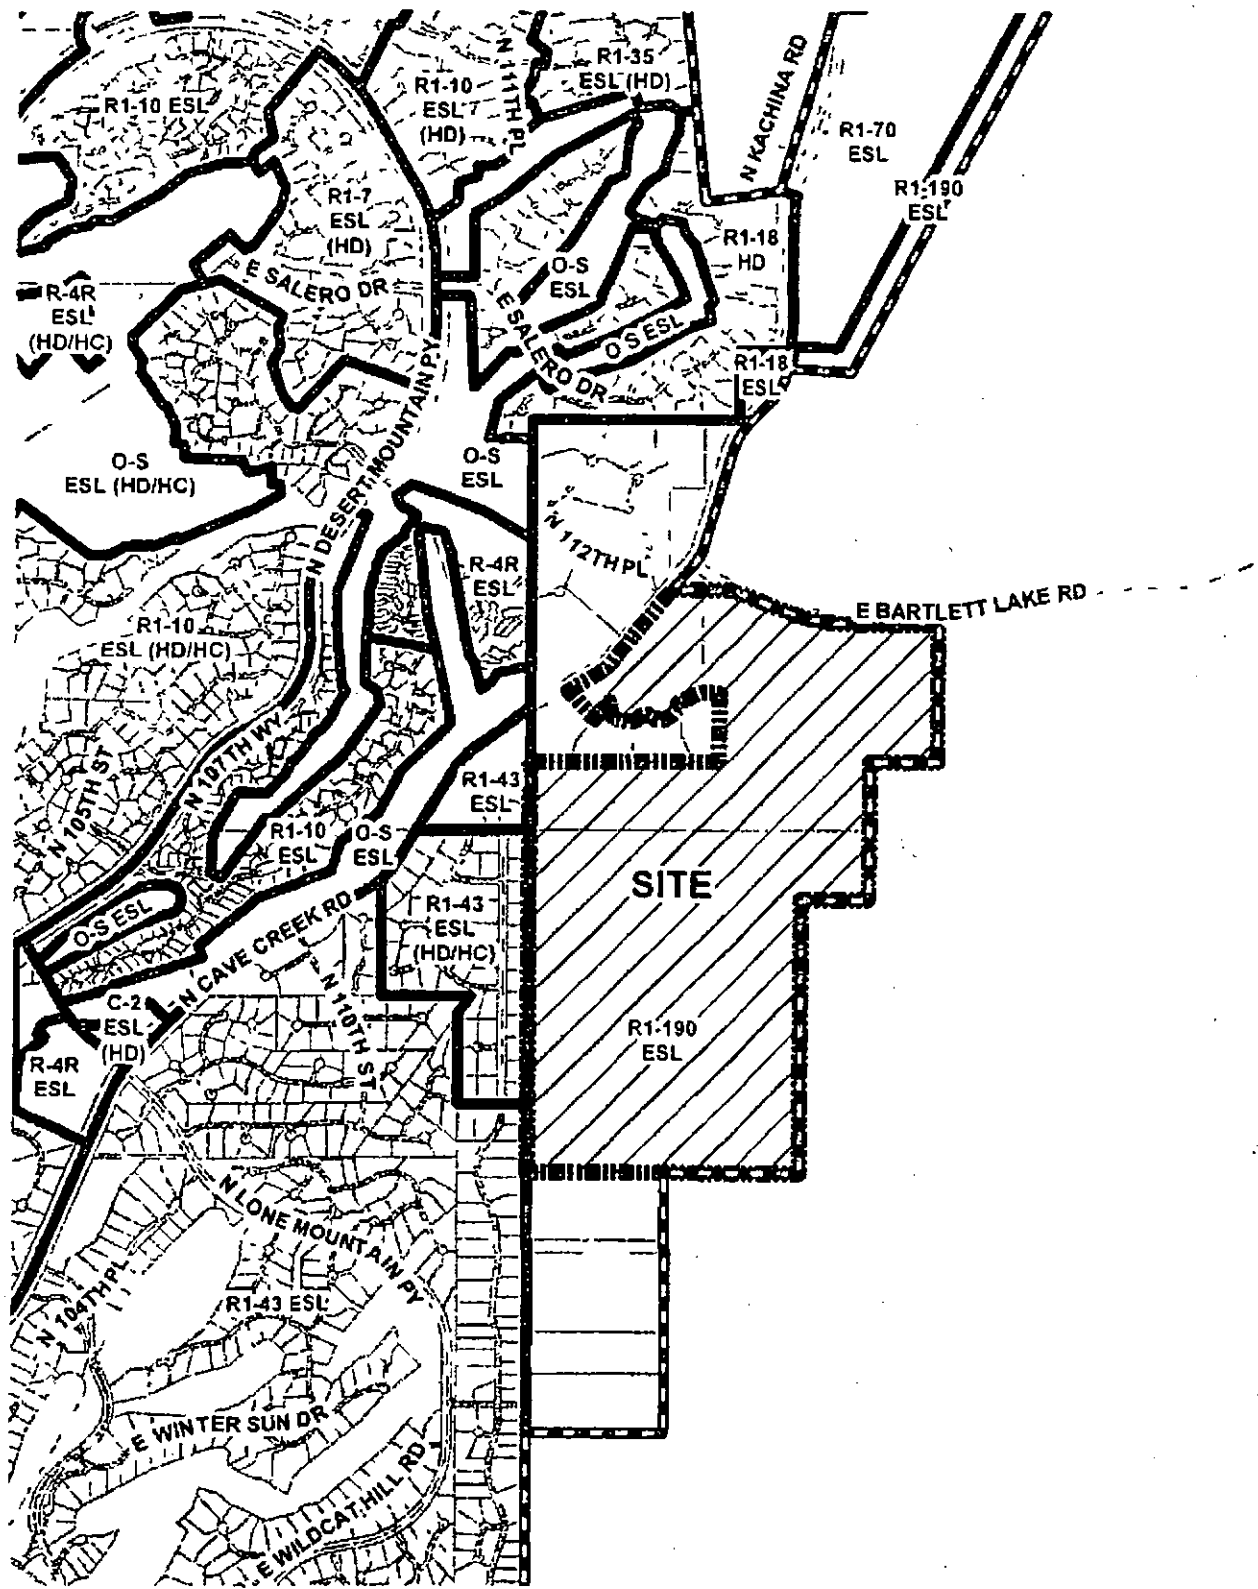 R1-35
ESL (HD)
R1-10 ESL
R1-10
ESL
(HD)
N 111TH PL
N KACHINA RD
R1-70
ESL
R1-190
ESL
R1-7
ESL
(HD)
R1-18
HD
E SALERO DR
O-S
ESL
R-4R
ESL
(HD/HC)
E SALERO DR
O S ESL
R1-18
ESL
N DESERT MOUNTAIN PY
O-S
ESL (HD/HC)
O-S
ESL
N 112TH PL
R-4R
ESL
E BARTLETT LAKE RD
R1-10
ESL (HD/HC)
N 107TH WY
N 105TH ST
R1-43
ESL
R1-10
ESL
O-S
ESL
SITE
O-S ESL
R1-43
ESL
(HD/HC)
N CAVE CREEK RD
N 110TH ST
C-2
ESL
(HD)
R-4R
ESL
R1-190
ESL
N LONE MOUNTAIN PY
N 104TH PL
R1-43 ESL
E WINTER SUN DR
E WILDCAT HILL RD